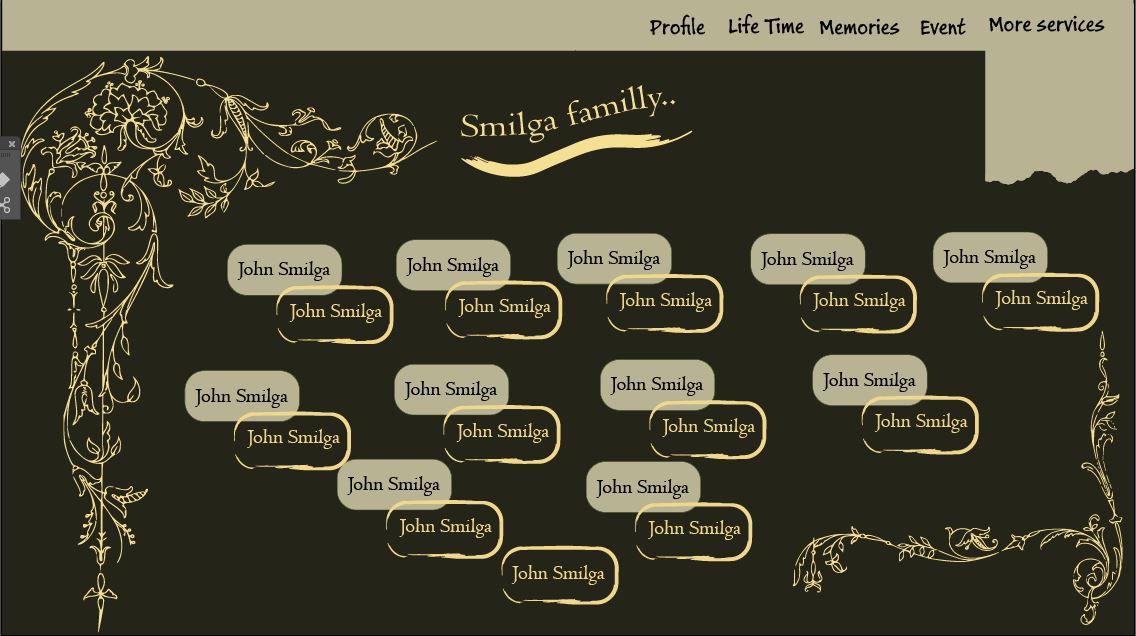 Profile Life Time Memories Event More services
Smilga familly..
John Smilga John Smilga John Smilga John Smilga John Smilga
John Smilga John Smilga John Smilga John Smilga John Smilga
John Smilga John Smilga John Smilga John Smilga
John Smilga John Smilga John Smilga John Smilga
John Smilga John Smilga
John Smilga John Smilga
John Smilga